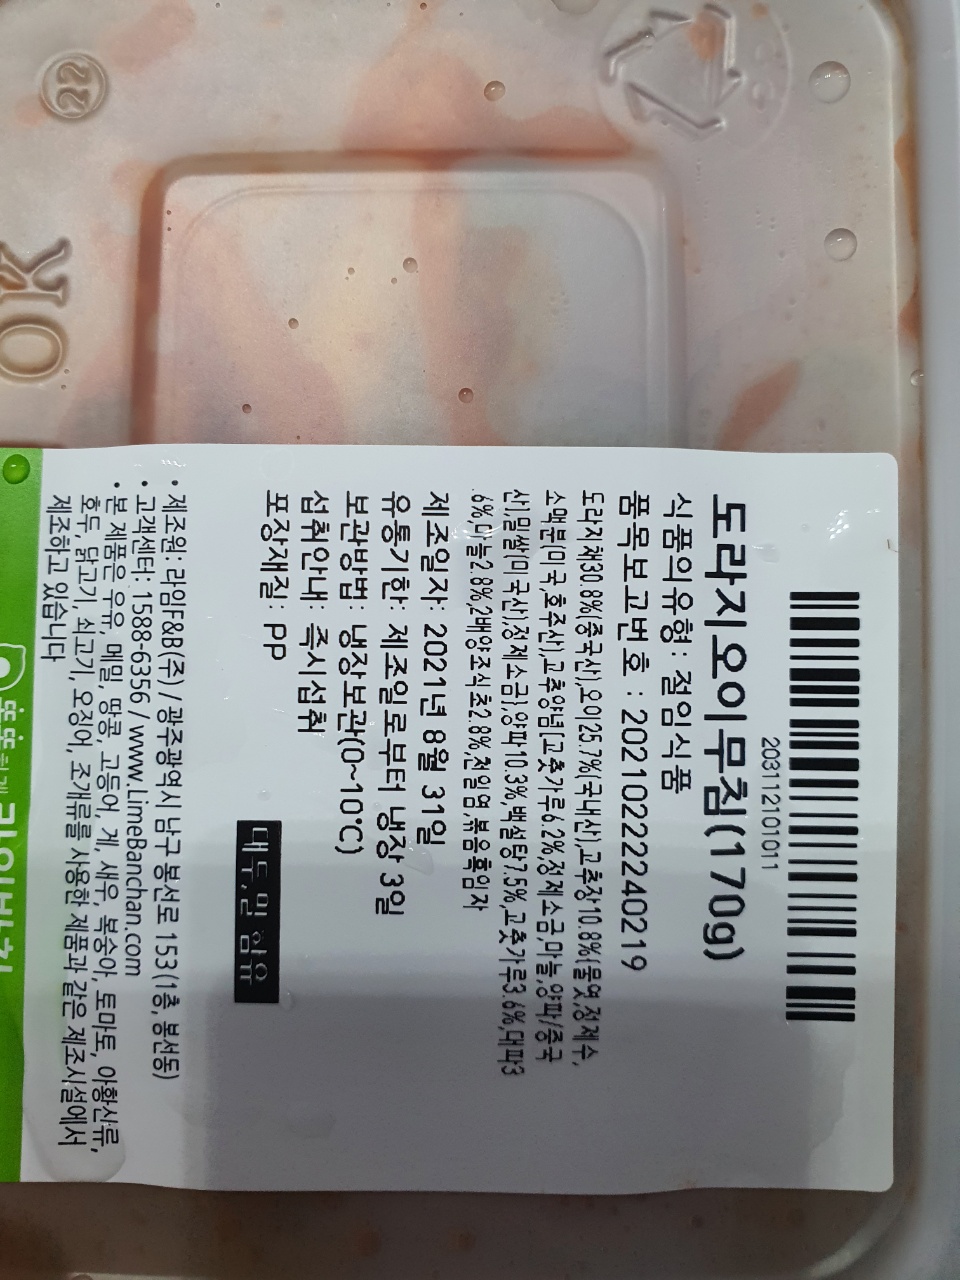 20311210101011
도라지오이무침(170g)
식품의유형: 절임식품
품목보고번호 : 20210222240219
도라지채30.8%(중국산),오이25.7%(국내산),고추장10.8%{물엿,정제수,
소맥분(미국,호주산),고추양념[고춧가루6.2%,정제소금,마늘,양파/중국
산],밀쌀(미국산),정제소금},양파10.3%,백설탕7.5%,고춧가루3.6%,대파3
.6%,마늘2.8%,2배양조식초2.8%,천일염,볶음흑임자
제조일자: 2021년 8월 31일
유통기한: 제조일로부터 냉장 3일
보관방법: 냉장보관(0~10℃)
섭취안내: 즉시섭취
포장재질: PP
대두,밀 함유
• 제조원: 라임F&B(주) / 광주광역시 남구 봉선로 153(1층, 봉선동)
• 고객센터: 1588-6356 / www.LimeBanchan.com
• 본 제품은 우유, 메밀, 땅콩, 고등어, 게, 새우, 복숭아, 토마토, 아황산류,
호두, 닭고기, 쇠고기, 오징어, 조개류를 사용한 제품과 같은 제조시설에서
제조하고 있습니다
22
OK